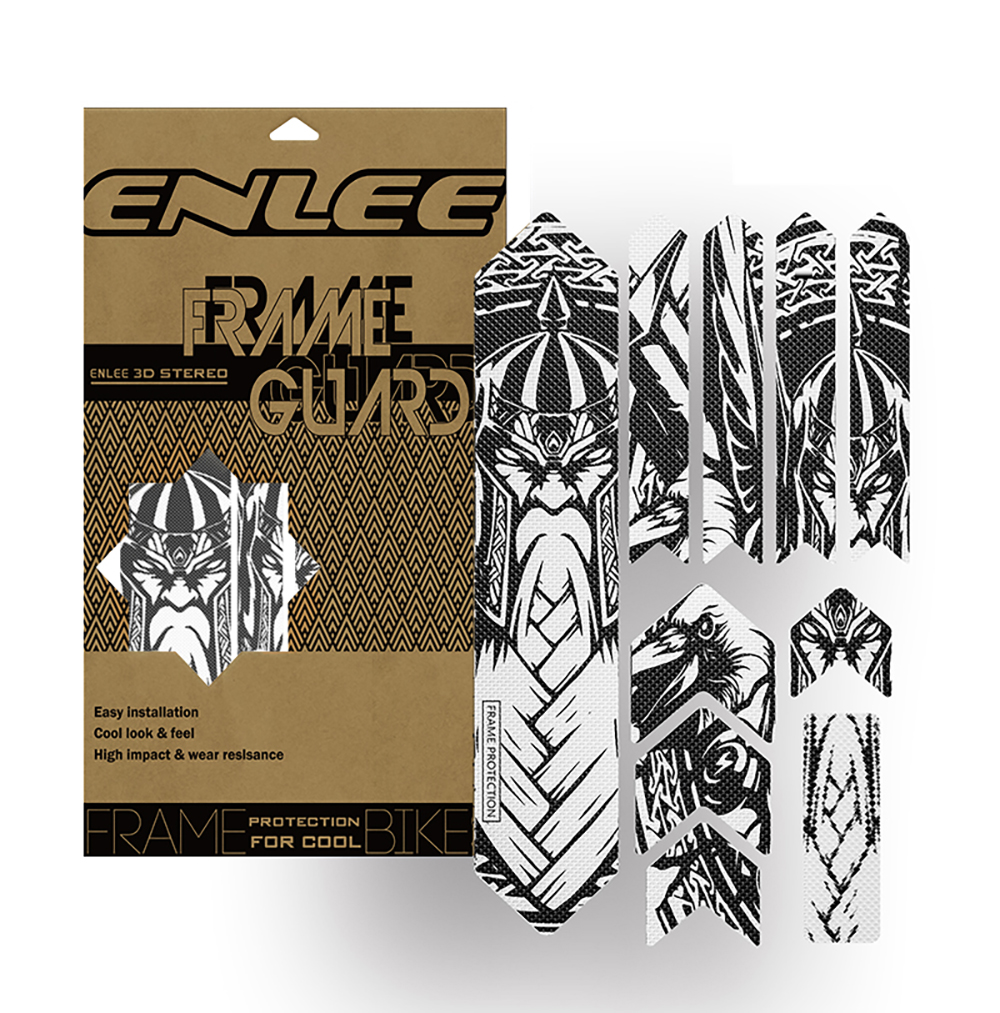 ENLEE
FRAME
GUARD
ENLEE 3D STEREO
Easy installation
Cool look & feel
High impact & wear reslsance
FRAME PROTECTION FOR COOL BIKE
FRAME PROTECTION